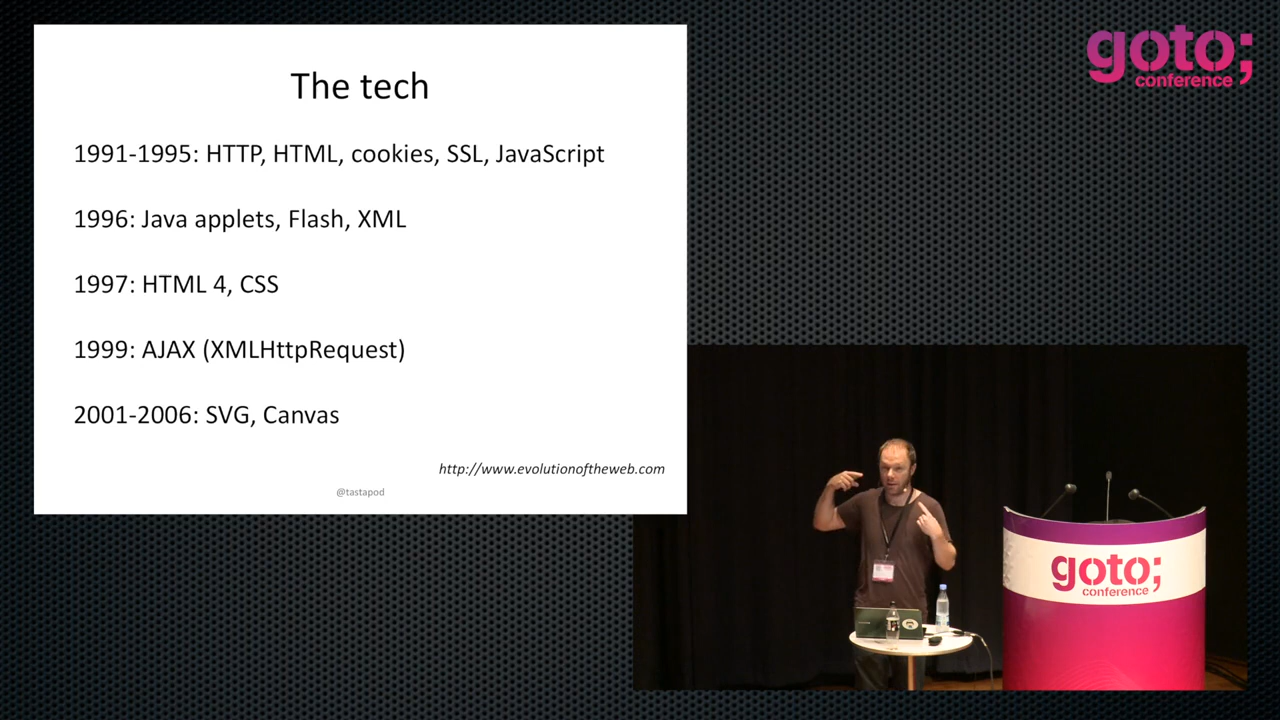 The tech
1991-1995: HTTP, HTML, cookies, SSL, JavaScript
1996: Java applets, Flash, XML
1997: HTML 4, CSS
1999: AJAX (XMLHttpRequest)
2001-2006: SVG, Canvas
http://www.evolutionoftheweb.com
@tastapod
goto;
conference
goto;
conference